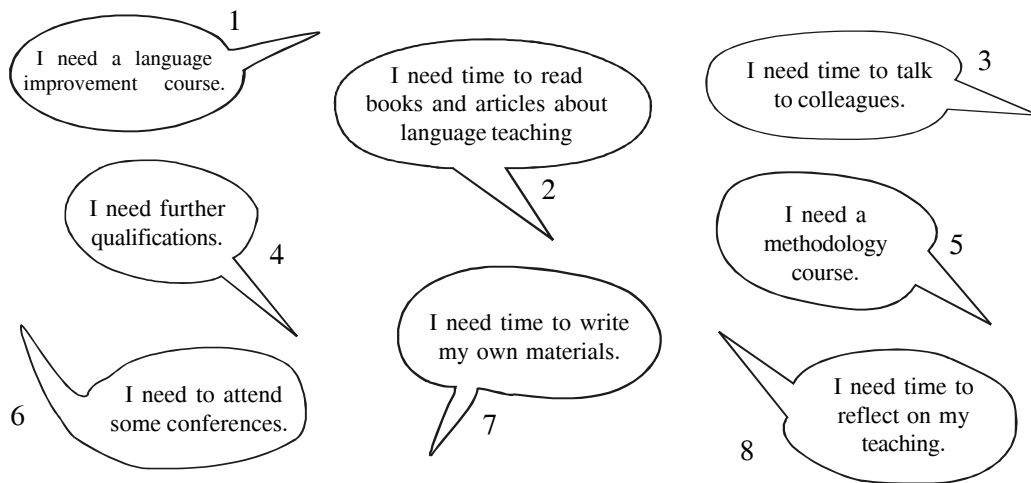 1
I need a language
improvement course.
I need time to read
books and articles about
language teaching
2
I need time to talk
to colleagues.
3
I need further
qualifications.
4
I need a
methodology
course.
5
I need to attend
some conferences.
6
I need time to write
my own materials.
7
I need time to
reflect on my
teaching.
8